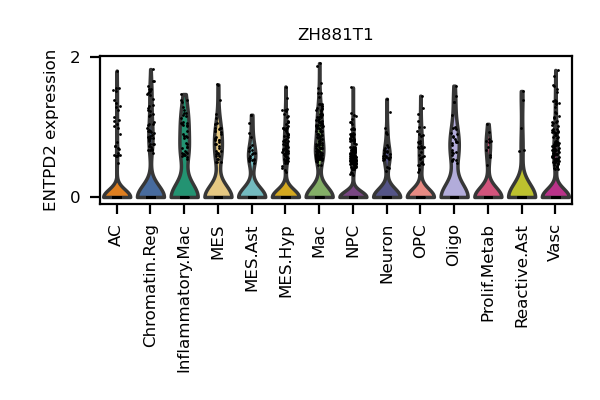 ZH881T1
ENTPD2 expression
2
0
AC
Chromatin.Reg
Inflammatory.Mac
MES
MES.Ast
MES.Hyp
Mac
NPC
Neuron
OPC
Oligo
Prolif.Metab
Reactive.Ast
Vasc